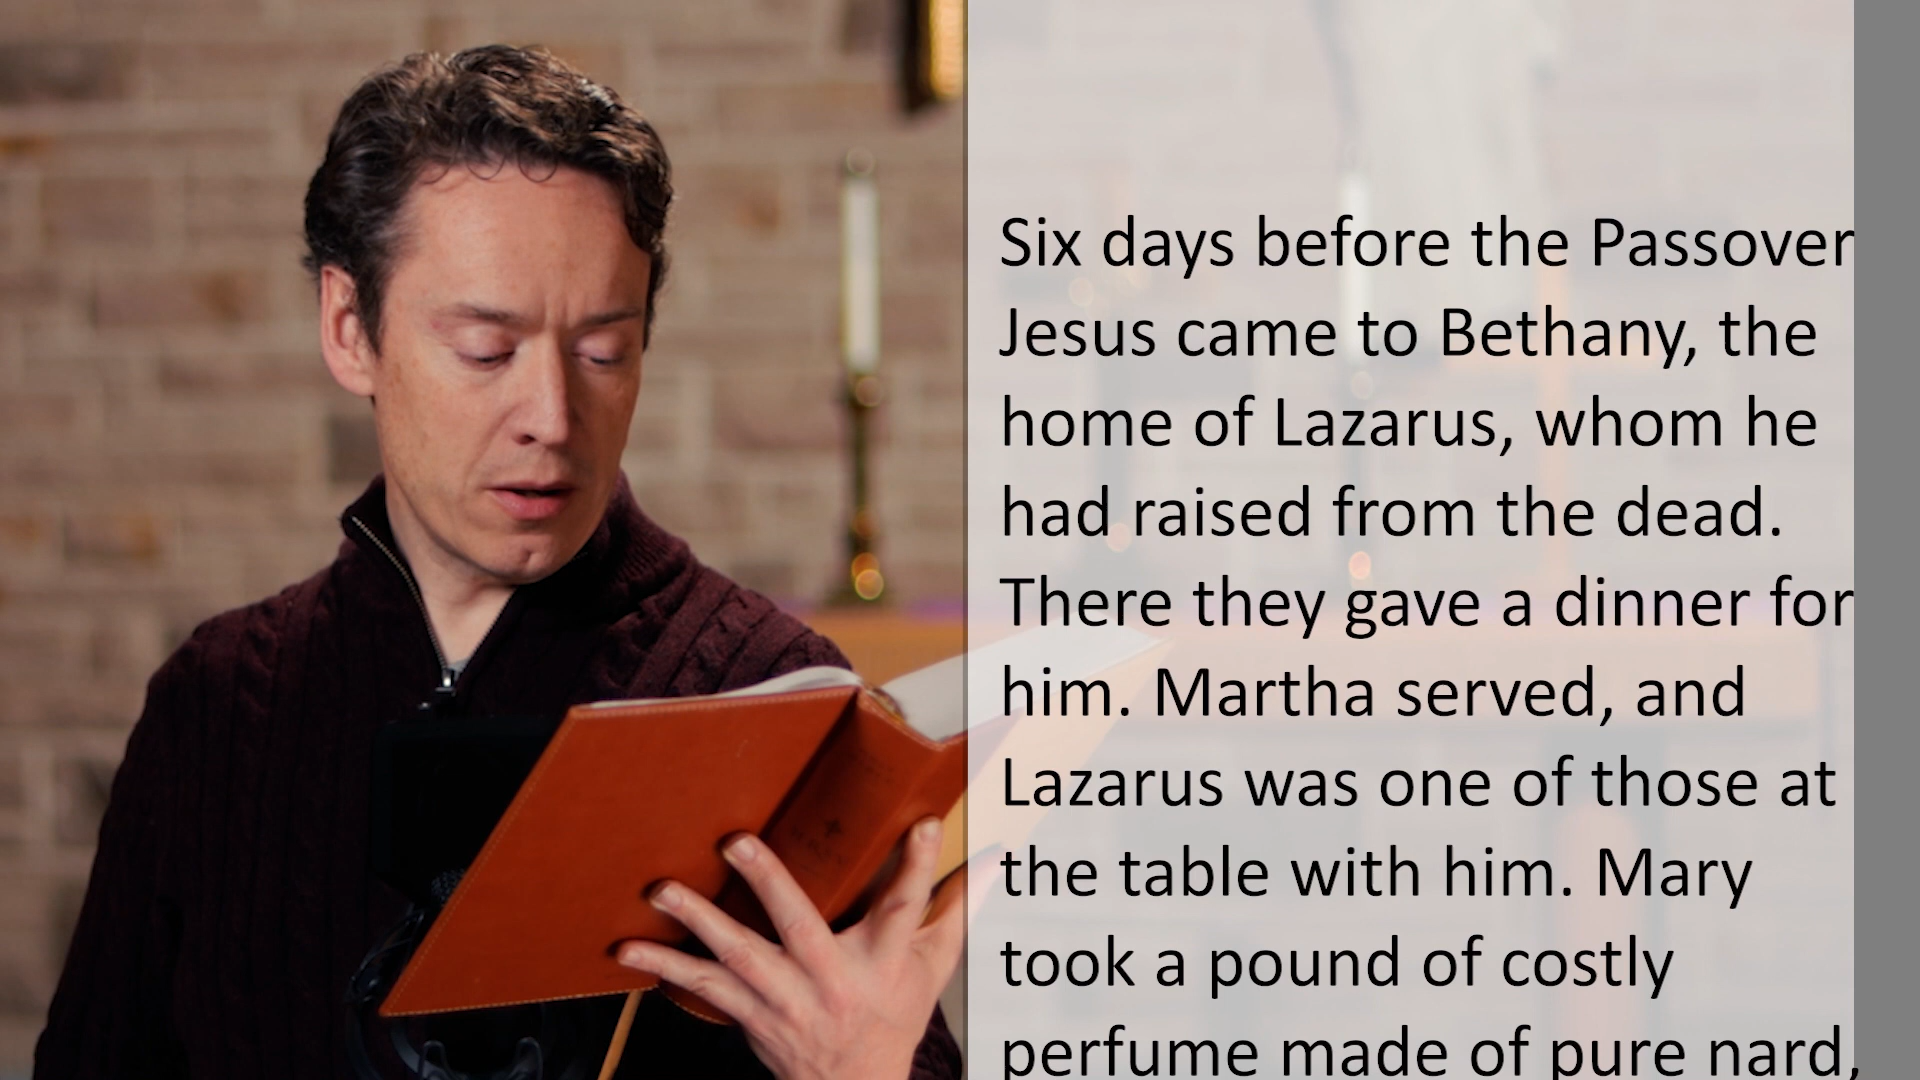 Six days before the Passover
Jesus came to Bethany, the
home of Lazarus, whom he
had raised from the dead.
There they gave a dinner for
him. Martha served, and
Lazarus was one of those at
the table with him. Mary
took a pound of costly
perfume made of pure nard,